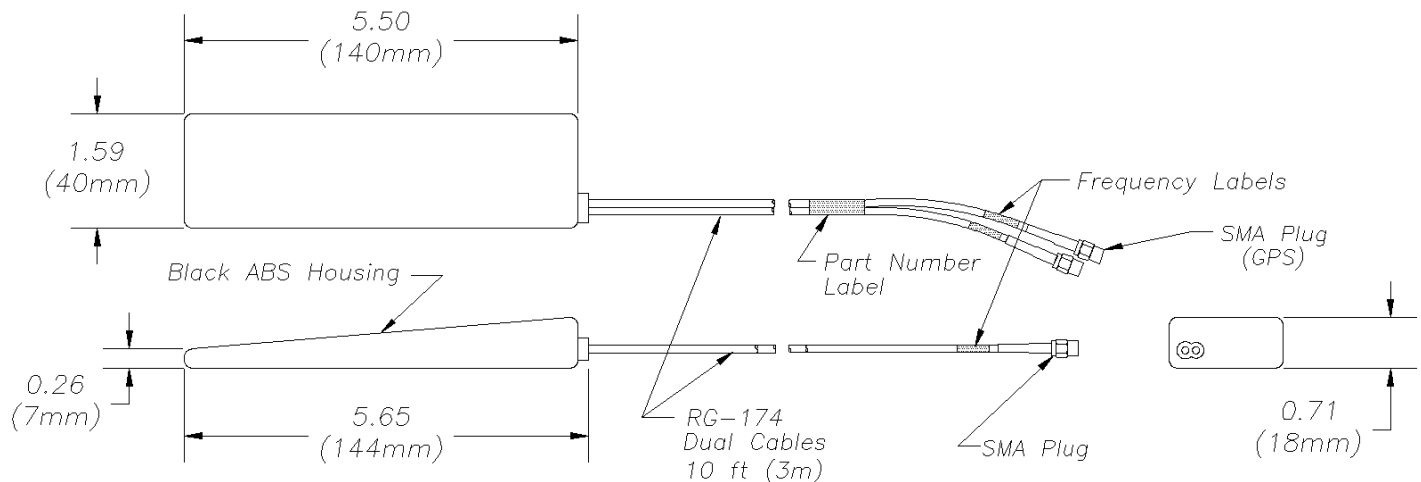 5.50
(140mm)
1.59
(40mm)
Frequency Labels
SMA Plug
(GPS)
Part Number
Label
Black ABS Housing
0.26
(7mm)
5.65
(144mm)
RG-174
Dual Cables
10 ft (3m)
SMA Plug
0.71
(18mm)